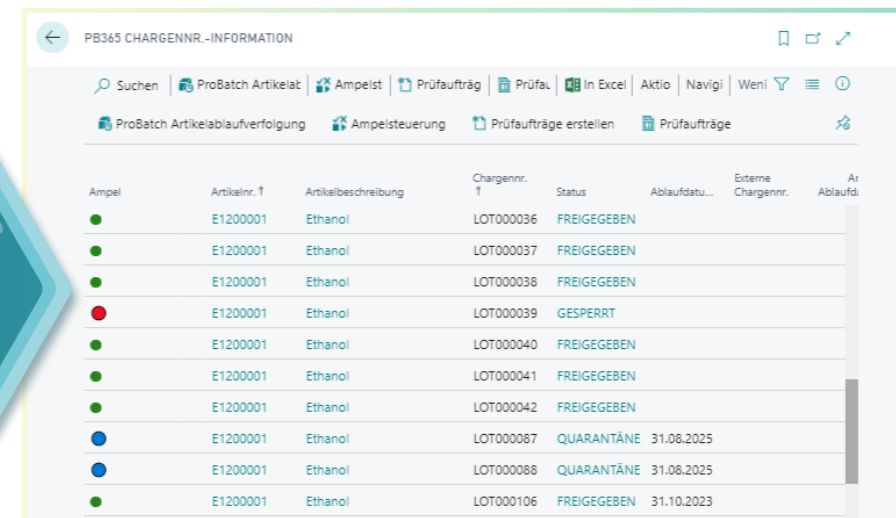 PB365 CHARGENNR.-INFORMATION
Suchen ProBatch Artikelab Ampelst Prüfaufträg Prüfau In Excel Aktio Navigi Weni
ProBatch Artikelablaufverfolgung Ampelsteuerung Prüfaufträge erstellen Prüfaufträge
Ampel Artikelnr. ↑ Artikelbeschreibung Chargennr. ↑ Status Ablaufdatu... Externe Chargennr. Ablaufd
E1200001 Ethanol LOT000036 FREIGEGEBEN
E1200001 Ethanol LOT000037 FREIGEGEBEN
E1200001 Ethanol LOT000038 FREIGEGEBEN
E1200001 Ethanol LOT000039 GESPERRT
E1200001 Ethanol LOT000040 FREIGEGEBEN
E1200001 Ethanol LOT000041 FREIGEGEBEN
E1200001 Ethanol LOT000042 FREIGEGEBEN
E1200001 Ethanol LOT000087 QUARANTÄNE 31.08.2025
E1200001 Ethanol LOT000088 QUARANTÄNE 31.08.2025
E1200001 Ethanol LOT000106 FREIGEGEBEN 31.10.2023